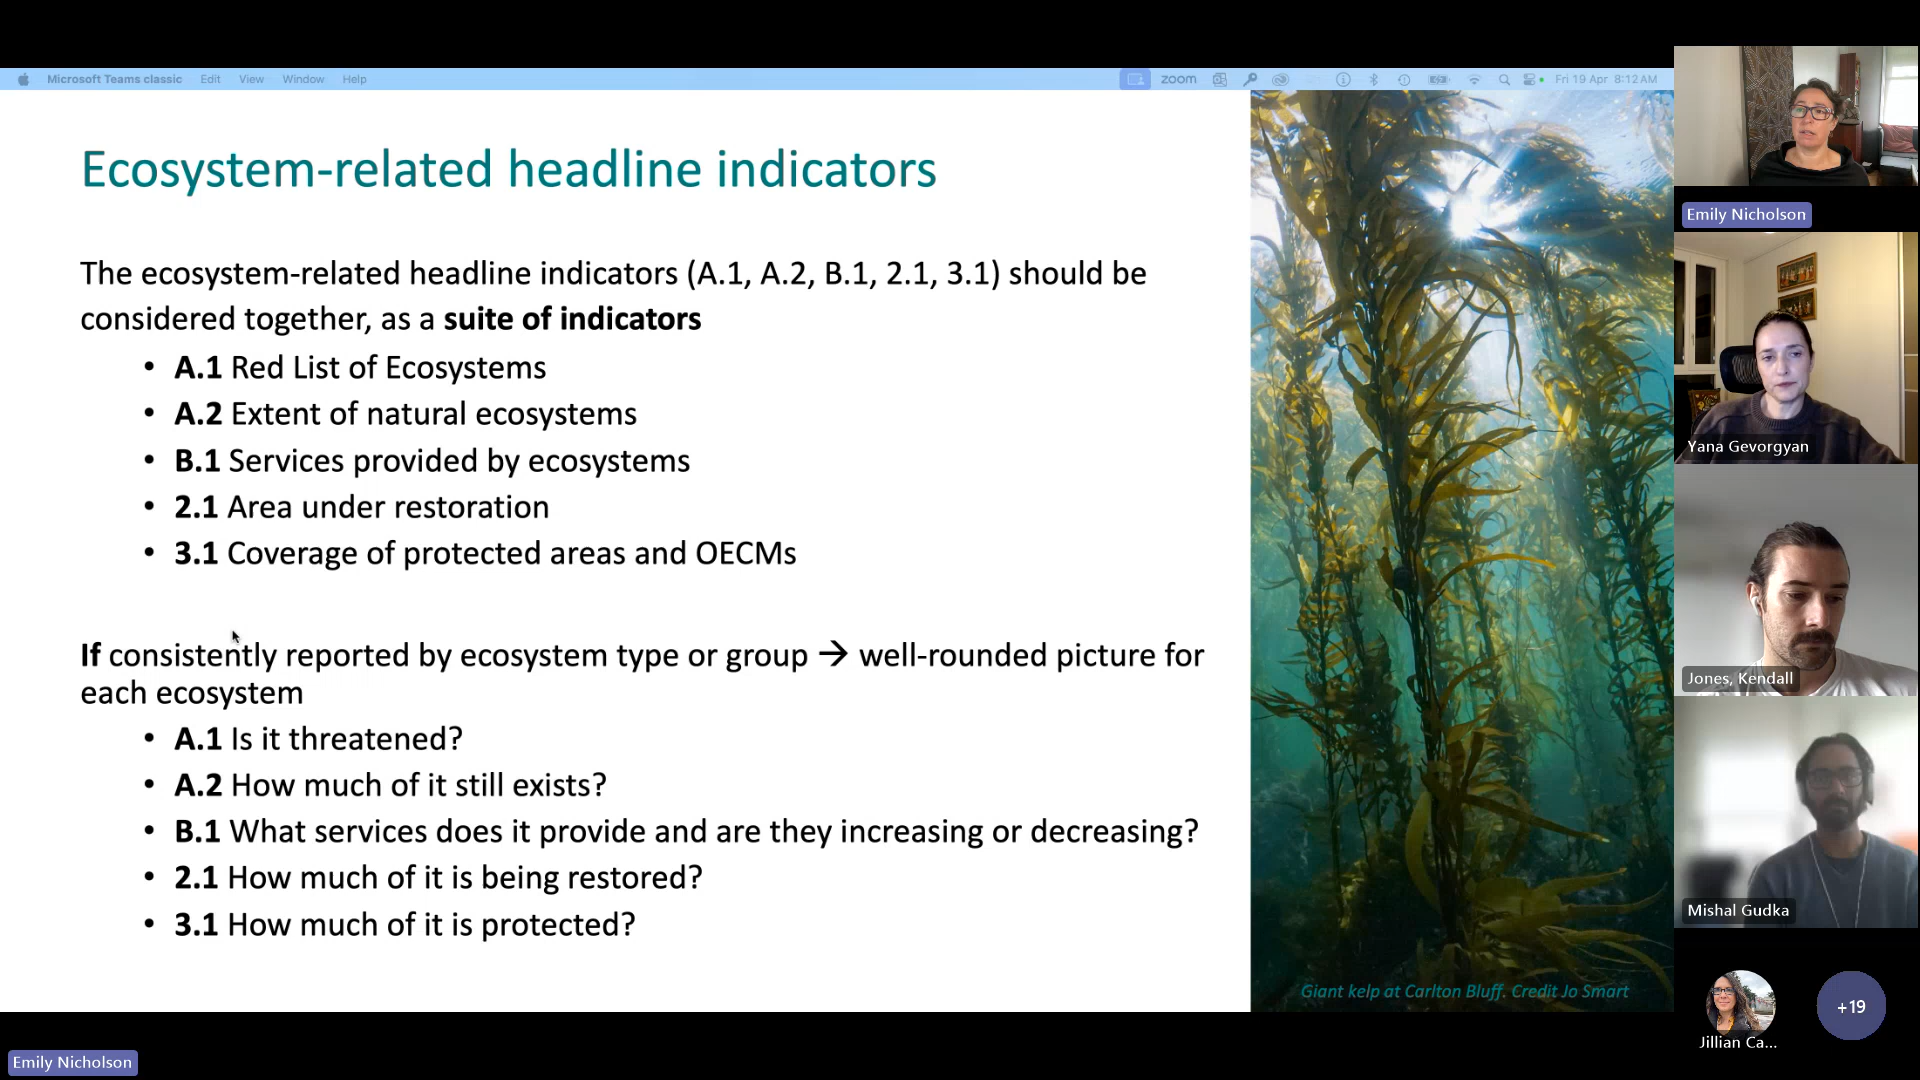 Microsoft Teams classic Edit View Window Help zoom Fri 19 Apr 8:12 AM
Ecosystem-related headline indicators
The ecosystem-related headline indicators (A.1, A.2, B.1, 2.1, 3.1) should be
considered together, as a suite of indicators
• A.1 Red List of Ecosystems
• A.2 Extent of natural ecosystems
• B.1 Services provided by ecosystems
• 2.1 Area under restoration
• 3.1 Coverage of protected areas and OECMs
If consistently reported by ecosystem type or group → well-rounded picture for
each ecosystem
• A.1 Is it threatened?
• A.2 How much of it still exists?
• B.1 What services does it provide and are they increasing or decreasing?
• 2.1 How much of it is being restored?
• 3.1 How much of it is protected?
Giant kelp at Carlton Bluff. Credit Jo Smart
Emily Nicholson
Yana Gevorgyan
Jones, Kendall
Mishal Gudka
Jillian Ca...
+19
Emily Nicholson